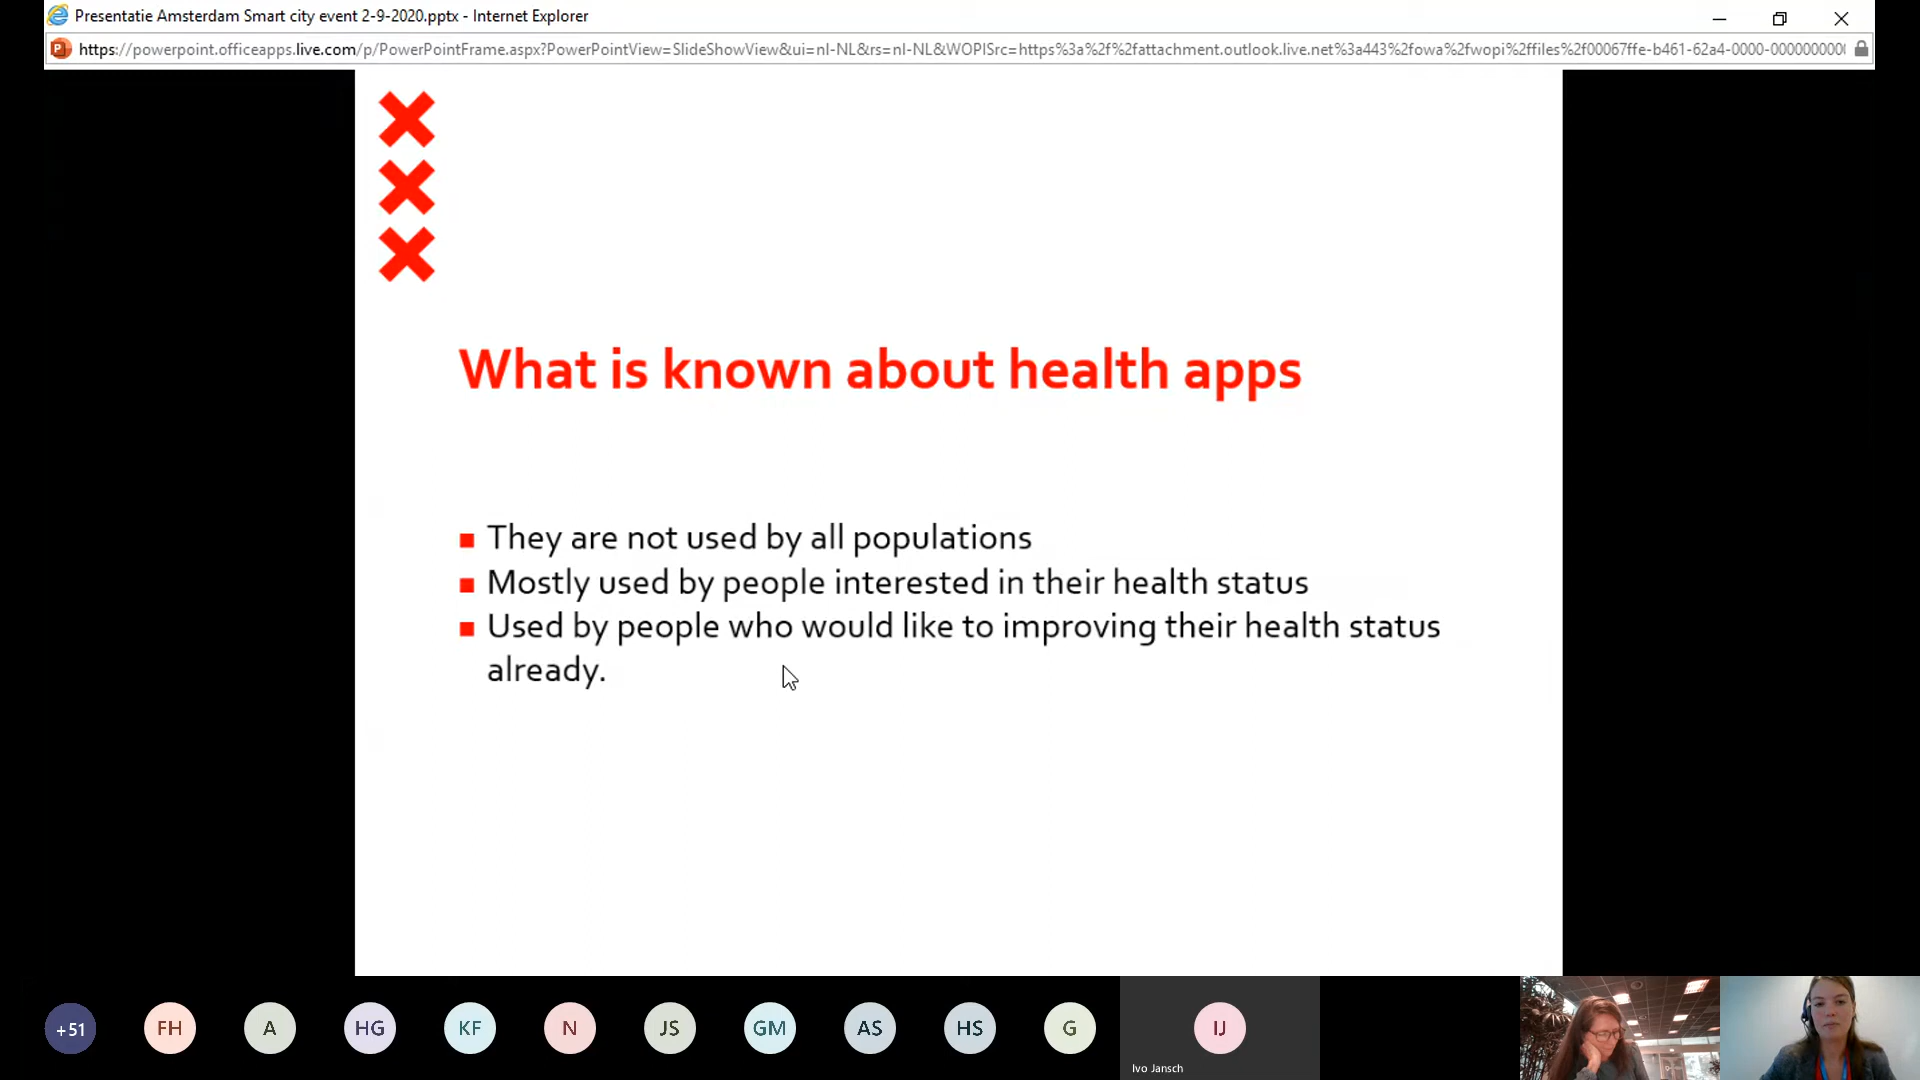 Presentatie Amsterdam Smart city event 2-9-2020.pptx - Internet Explorer
https://powerpoint.officeapps.live.com/p/PowerPointFrame.aspx?PowerPointView=SlideShowView&ui=nl-NL&rs=nl-NL&WOPISrc=https%3a%2f%2fattachment.outlook.live.net%3a443%2fowa%2fwopi%2ffiles%2f00067ffe-b461-62a4-0000-0000000000
What is known about health apps
They are not used by all populations
Mostly used by people interested in their health status
Used by people who would like to improving their health status
already.
+51 FH A HG KF N JS GM AS HS G IJ
Ivo Jansch